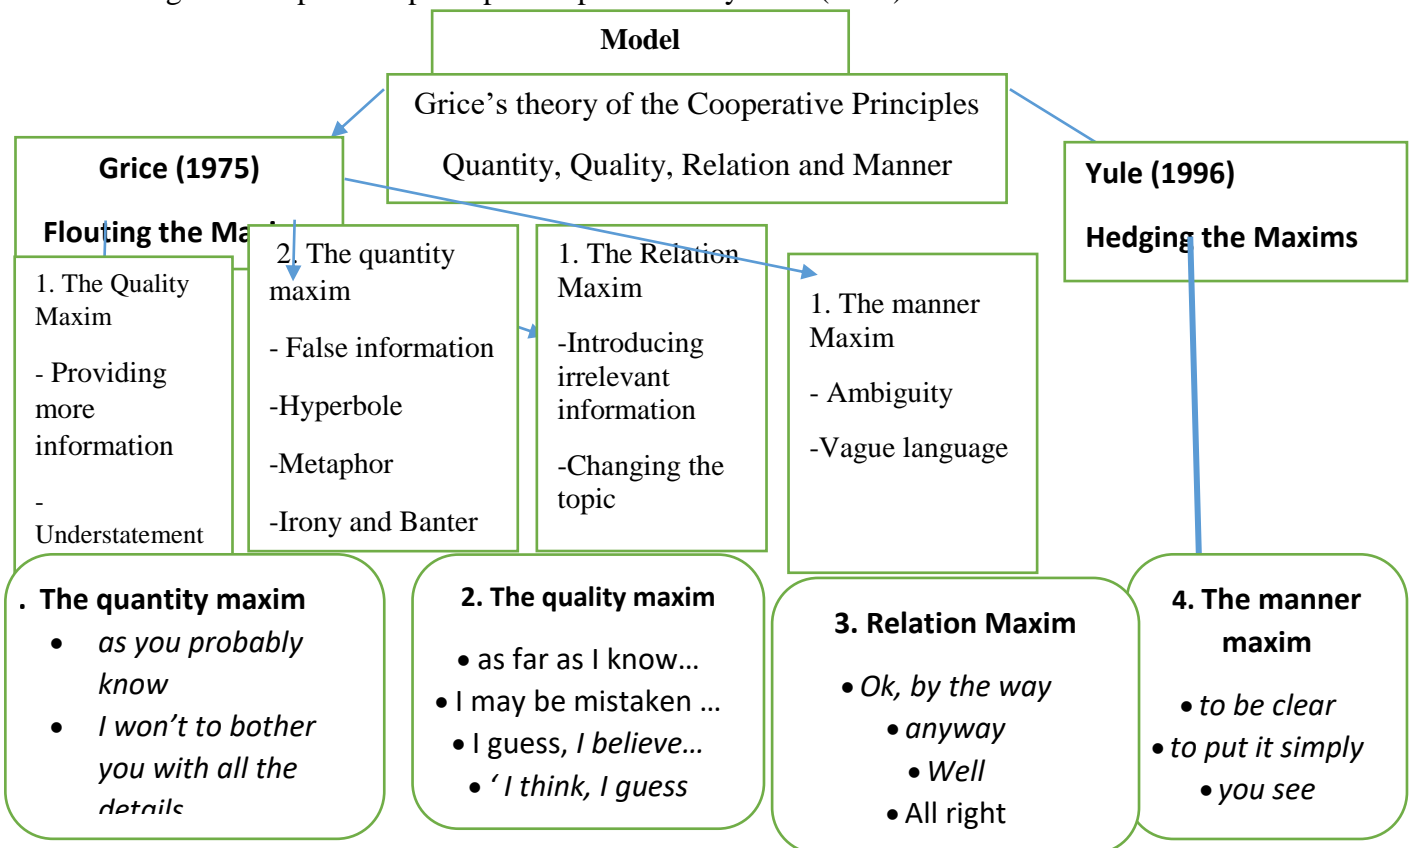 Model
Grice’s theory of the Cooperative Principles
Quantity, Quality, Relation and Manner
Grice (1975)
Flouting the Ma
Yule (1996)
Hedging the Maxims
1. The Quality
Maxim
- Providing
more
information
-
Understatement
2. The quantity
maxim
- False information
-Hyperbole
-Metaphor
-Irony and Banter
1. The Relation
Maxim
-Introducing
irrelevant
information
-Changing the
topic
1. The manner
Maxim
- Ambiguity
-Vague language
. The quantity maxim
• as you probably
know
• I won’t to bother
you with all the
details
2. The quality maxim
• as far as I know…
• I may be mistaken …
• I guess, I believe…
• ‘ I think, I guess
3. Relation Maxim
• Ok, by the way
• anyway
• Well
• All right
4. The manner
maxim
• to be clear
• to put it simply
• you see